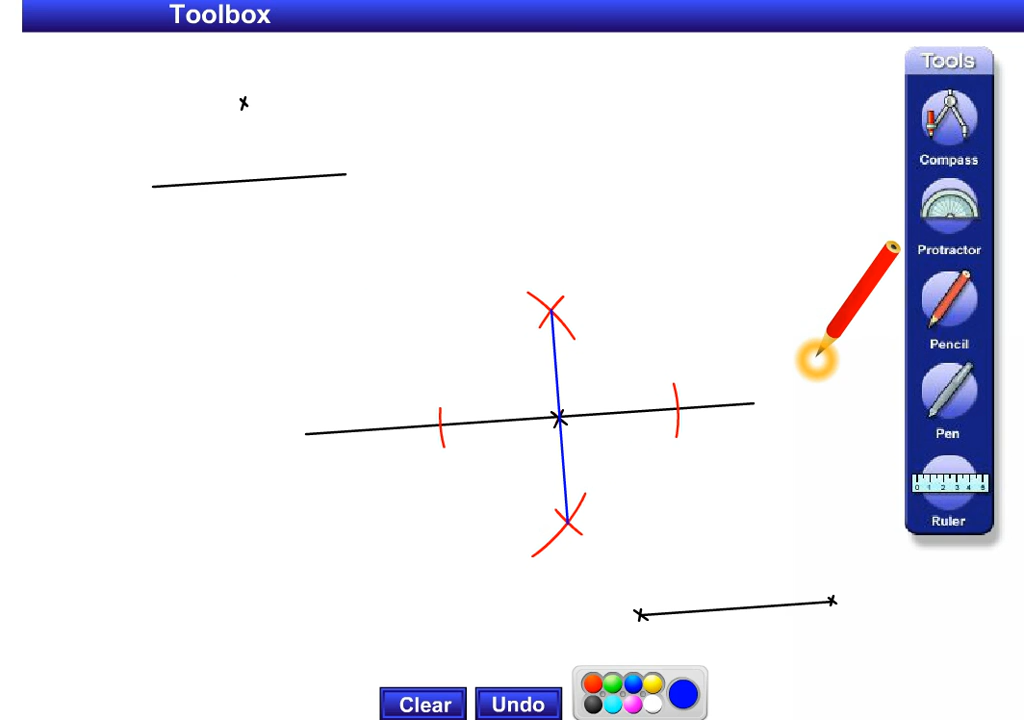 Toolbox
Tools
Compass
Protractor
Pencil
Pen
0 1 2 3 4 5
Ruler
Clear
Undo